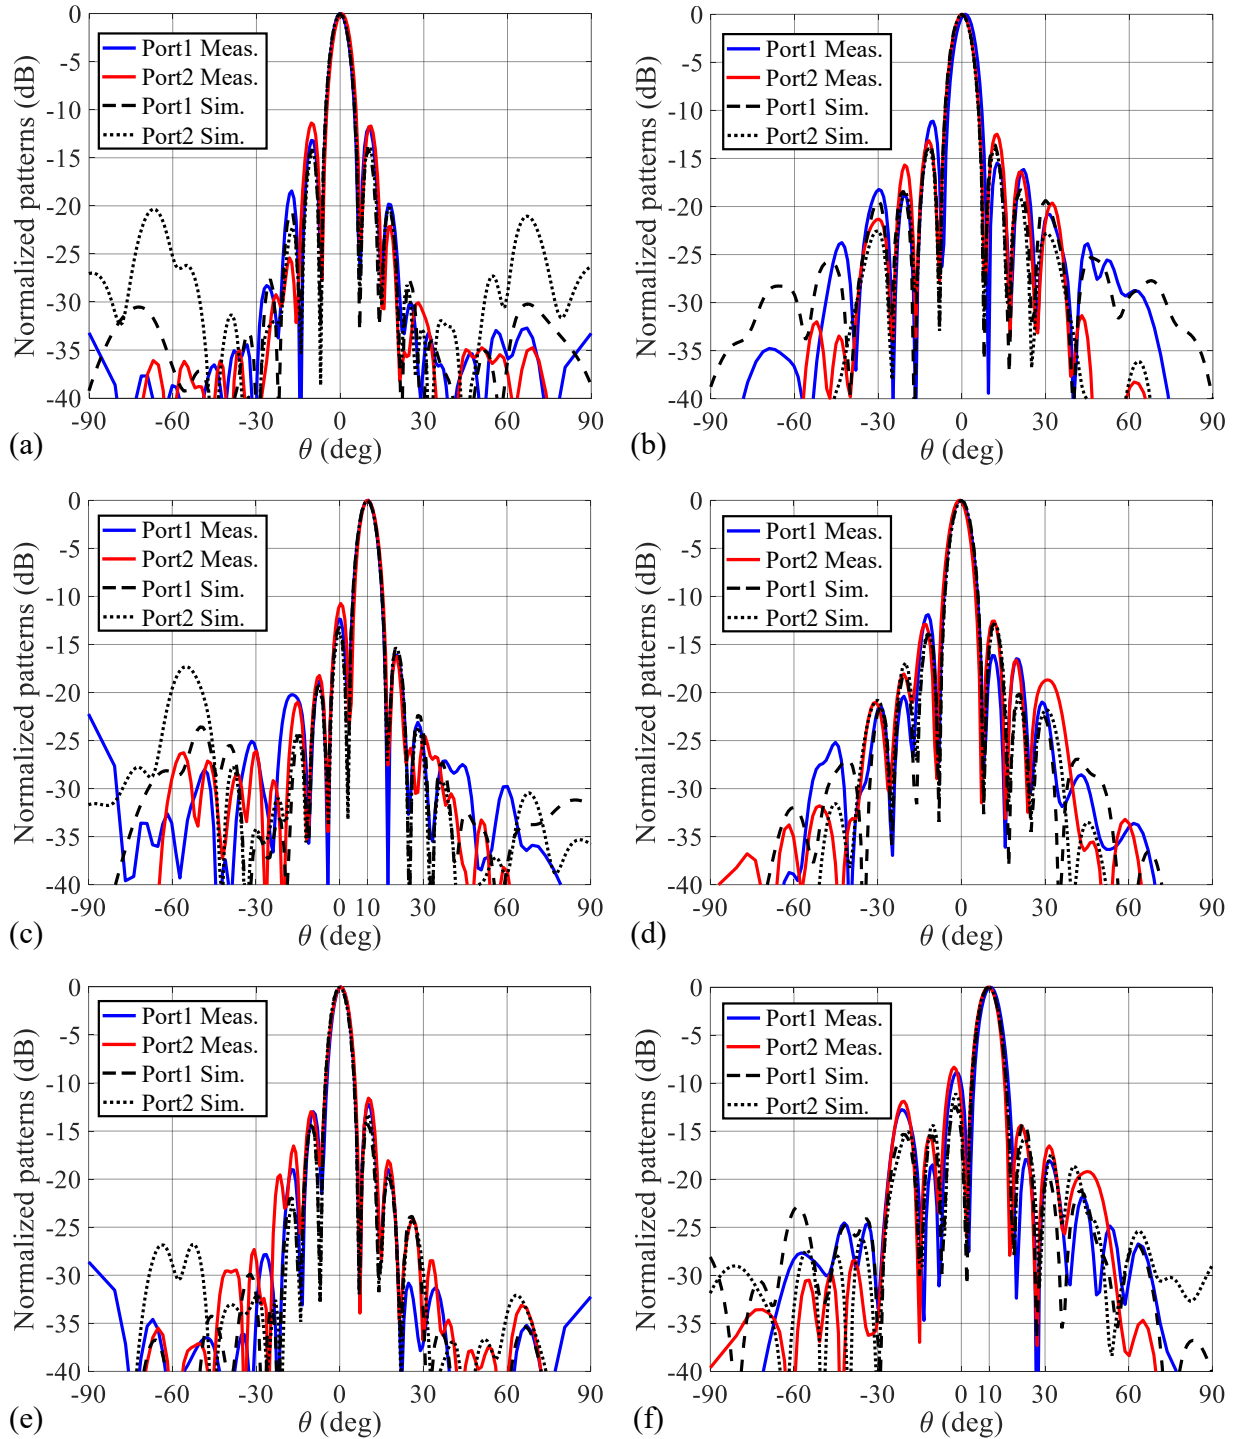 Normalized patterns (dB)
0
-5
-10
-15
-20
-25
-30
-35
-40
Port1 Meas.
Port2 Meas.
Port1 Sim.
Port2 Sim.
-90 -60 -30 0 30 60 90
(a) θ (deg)
Normalized patterns (dB)
0
-5
-10
-15
-20
-25
-30
-35
-40
Port1 Meas.
Port2 Meas.
Port1 Sim.
Port2 Sim.
-90 -60 -30 0 30 60 90
(b) θ (deg)
Normalized patterns (dB)
0
-5
-10
-15
-20
-25
-30
-35
-40
Port1 Meas.
Port2 Meas.
Port1 Sim.
Port2 Sim.
-90 -60 -30 0 10 30 60 90
(c) θ (deg)
Normalized patterns (dB)
0
-5
-10
-15
-20
-25
-30
-35
-40
Port1 Meas.
Port2 Meas.
Port1 Sim.
Port2 Sim.
-90 -60 -30 0 30 60 90
(d) θ (deg)
Normalized patterns (dB)
0
-5
-10
-15
-20
-25
-30
-35
-40
Port1 Meas.
Port2 Meas.
Port1 Sim.
Port2 Sim.
-90 -60 -30 0 30 60 90
(e) θ (deg)
Normalized patterns (dB)
0
-5
-10
-15
-20
-25
-30
-35
-40
Port1 Meas.
Port2 Meas.
Port1 Sim.
Port2 Sim.
-90 -60 -30 0 10 30 60 90
(f) θ (deg)